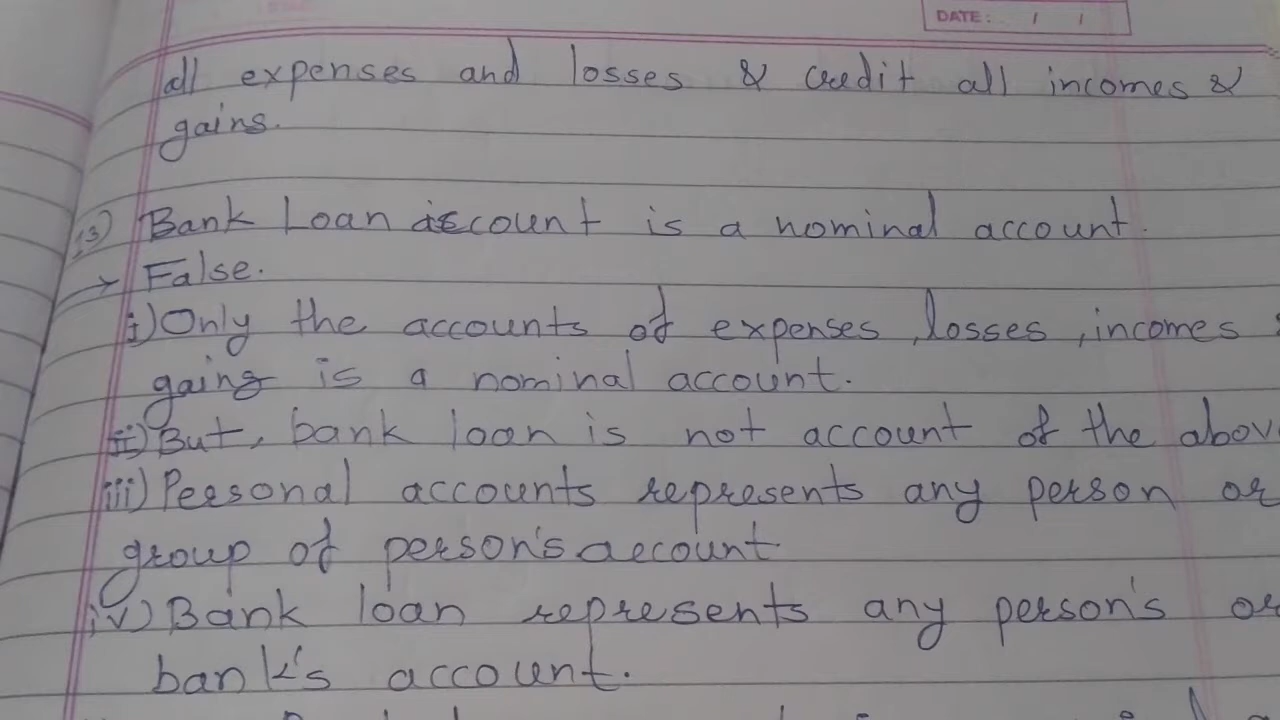 DATE: / /
all expenses and losses & credit all incomes &
gains.
13) Bank Loan account is a nominal account.
→ False.
i) Only the accounts of expenses, losses, incomes
gains is a nominal account.
ii) But, bank loan is not account of the abov
iii) Personal accounts represents any person or
group of person's account
iv) Bank loan represents any person's or
bank's account.